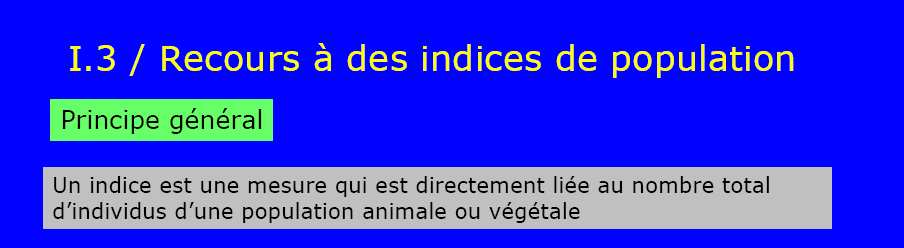 I.3 / Recours à des indices de population
Principe général
Un indice est une mesure qui est directement liée au nombre total
d’individus d’une population animale ou végétale